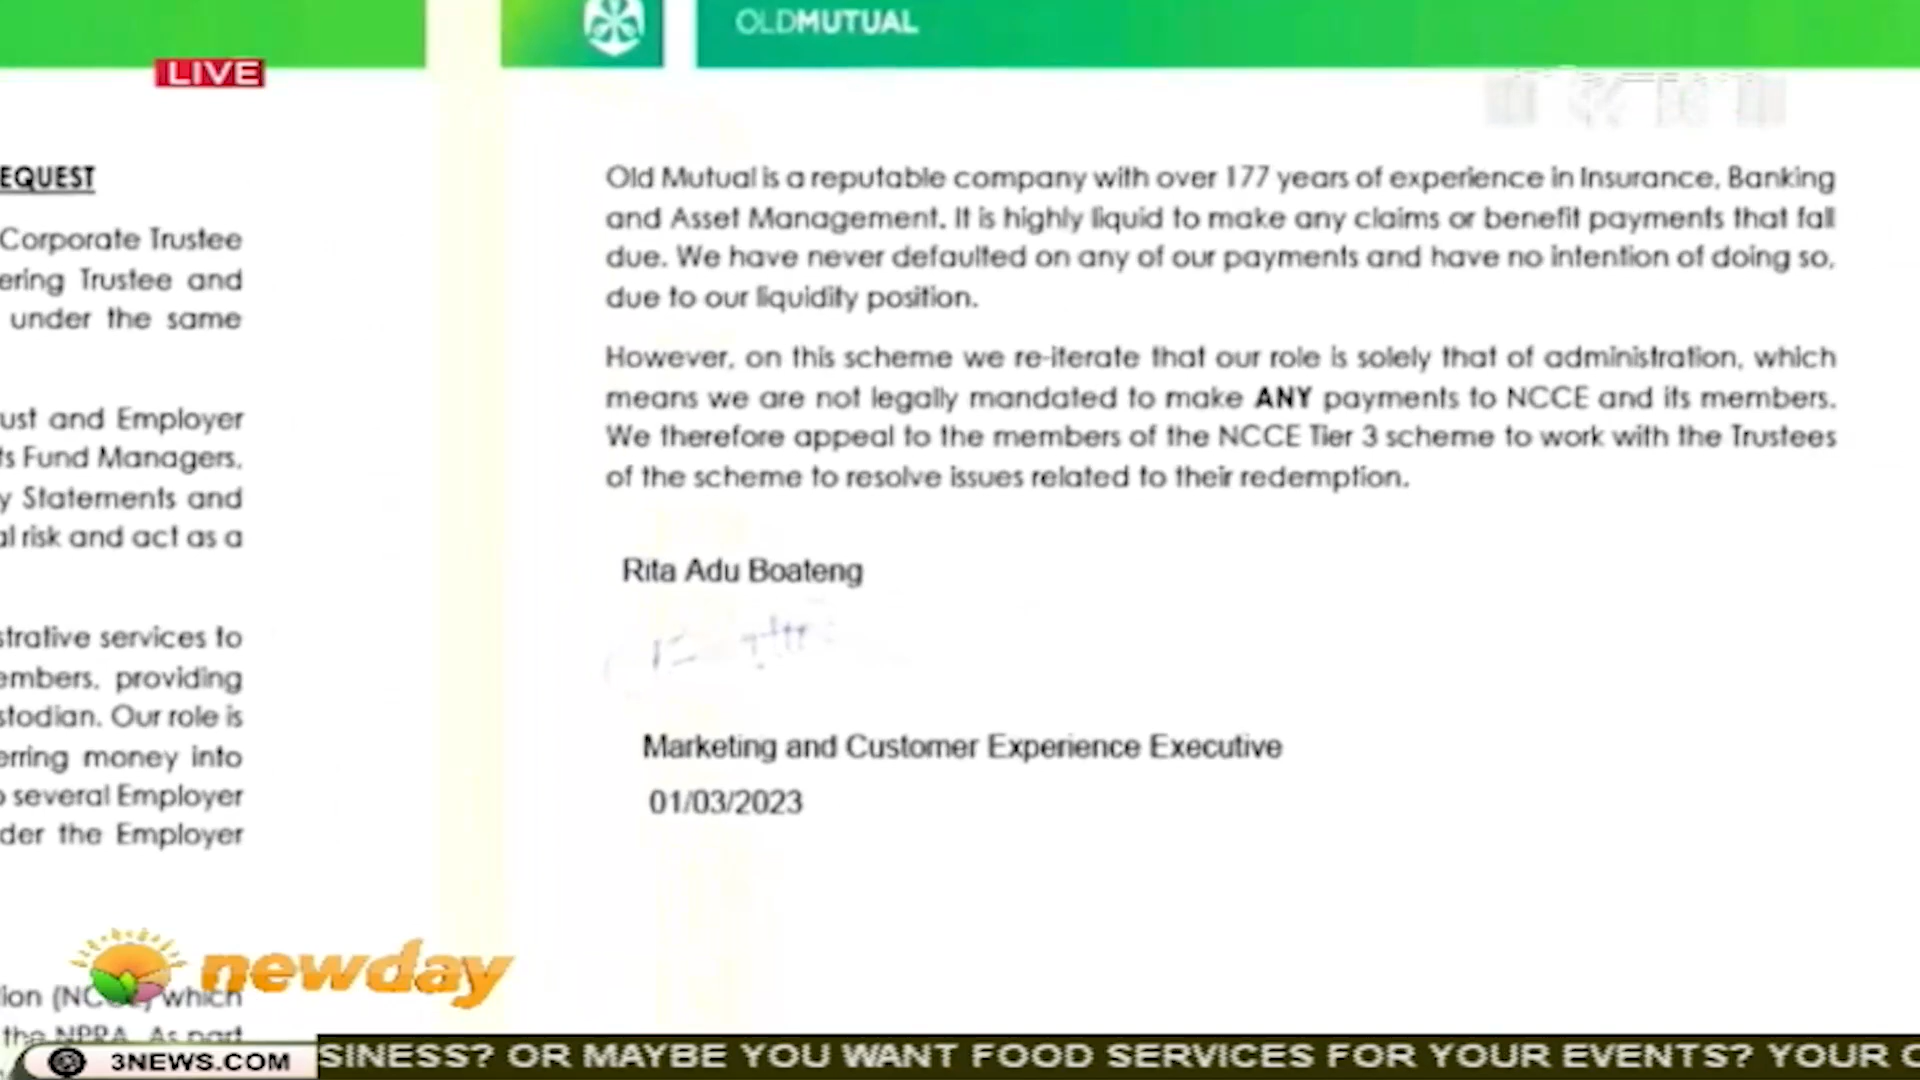 OLDMUTUAL
LIVE
EQUEST
Corporate Trustee
ering Trustee and
under the same
ust and Employer
ts Fund Managers,
y Statements and
al risk and act as a
strative services to
embers, providing
stodian. Our role is
erring money into
o several Employer
der the Employer
ion (NCCE) which
the NPRA. As part
Old Mutual is a reputable company with over 177 years of experience in Insurance, Banking
and Asset Management. It is highly liquid to make any claims or benefit payments that fall
due. We have never defaulted on any of our payments and have no intention of doing so,
due to our liquidity position.
However, on this scheme we re-iterate that our role is solely that of administration, which
means we are not legally mandated to make ANY payments to NCCE and its members.
We therefore appeal to the members of the NCCE Tier 3 scheme to work with the Trustees
of the scheme to resolve issues related to their redemption.
Rita Adu Boateng
Marketing and Customer Experience Executive
01/03/2023
newday
3NEWS.COM
SINESS? OR MAYBE YOU WANT FOOD SERVICES FOR YOUR EVENTS? YOUR